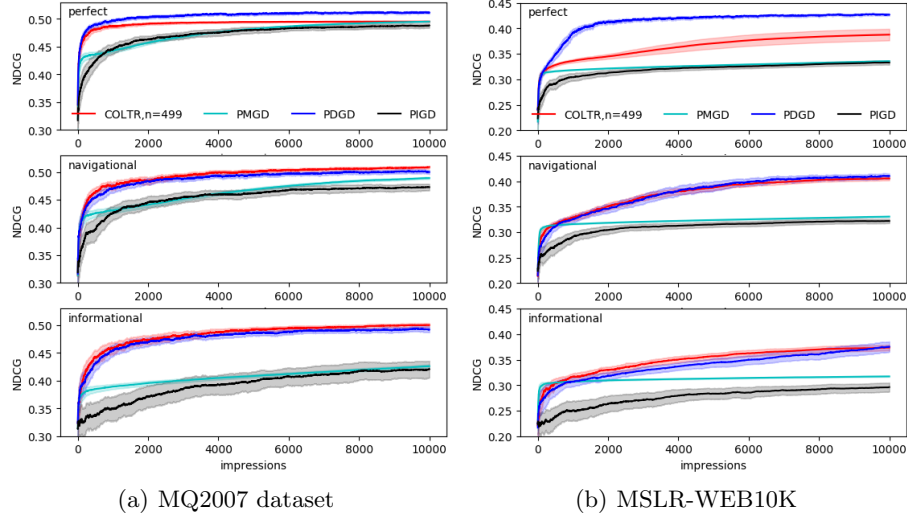 perfect
NDCG
0.50
0.45
0.40
0.35
0.30
COLTR,n=499 PMGD PDGD PIGD
0 2000 4000 6000 8000 10000
navigational
NDCG
0.50
0.45
0.40
0.35
0.30
0 2000 4000 6000 8000 10000
informational
NDCG
0.50
0.45
0.40
0.35
0.30
0 2000 4000 6000 8000 10000
impressions
(a) MQ2007 dataset
0.45
perfect
NDCG
0.40
0.35
0.30
0.25
0.20
COLTR,n=499 PMGD PDGD PIGD
0 2000 4000 6000 8000 10000
0.45
navigational
NDCG
0.40
0.35
0.30
0.25
0.20
0 2000 4000 6000 8000 10000
0.45
informational
NDCG
0.40
0.35
0.30
0.25
0.20
0 2000 4000 6000 8000 10000
impressions
(b) MSLR-WEB10K